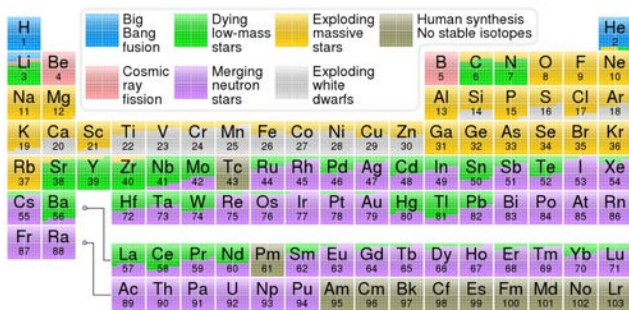 H
1
Big Bang fusion
Dying low-mass stars
Exploding massive stars
Human synthesis No stable isotopes
He
2
Li Be
3 4
Cosmic ray fission
Merging neutron stars
Exploding white dwarfs
B C N O F Ne
5 6 7 8 9 10
Na Mg
11 12
Al Si P S Cl Ar
13 14 15 16 17 18
K Ca Sc Ti V Cr Mn Fe Co Ni Cu Zn Ga Ge As Se Br Kr
19 20 21 22 23 24 25 26 27 28 29 30 31 32 33 34 35 36
Rb Sr Y Zr Nb Mo Tc Ru Rh Pd Ag Cd In Sn Sb Te I Xe
37 38 39 40 41 42 43 44 45 46 47 48 49 50 51 52 53 54
Cs Ba Hf Ta W Re Os Ir Pt Au Hg Tl Pb Bi Po At Rn
55 56 72 73 74 75 76 77 78 79 80 81 82 83 84 85 86
Fr Ra
87 88
La Ce Pr Nd Pm Sm Eu Gd Tb Dy Ho Er Tm Yb Lu
57 58 59 60 61 62 63 64 65 66 67 68 69 70 71
Ac Th Pa U Np Pu Am Cm Bk Cf Es Fm Md No Lr
89 90 91 92 93 94 95 96 97 98 99 100 101 102 103